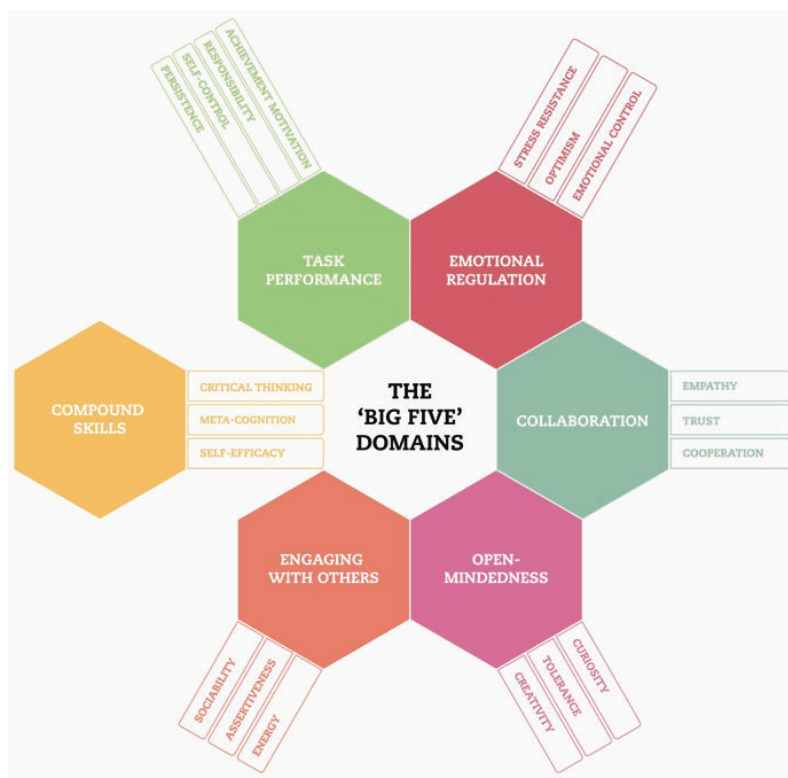 ACHIEVEMENT MOTIVATION
RESPONSIBILITY
SELF-CONTROL
PERSISTENCE
STRESS RESISTANCE
OPTIMISM
EMOTIONAL CONTROL
TASK
PERFORMANCE
EMOTIONAL
REGULATION
COMPOUND
SKILLS
CRITICAL THINKING
META-COGNITION
SELF-EFFICACY
THE
‘BIG FIVE’
DOMAINS
COLLABORATION
EMPATHY
TRUST
COOPERATION
ENGAGING
WITH OTHERS
OPEN-
MINDEDNESS
SOCIABILITY
ASSERTIVENESS
ENERGY
CREATIVITY
TOLERANCE
CURIOSITY